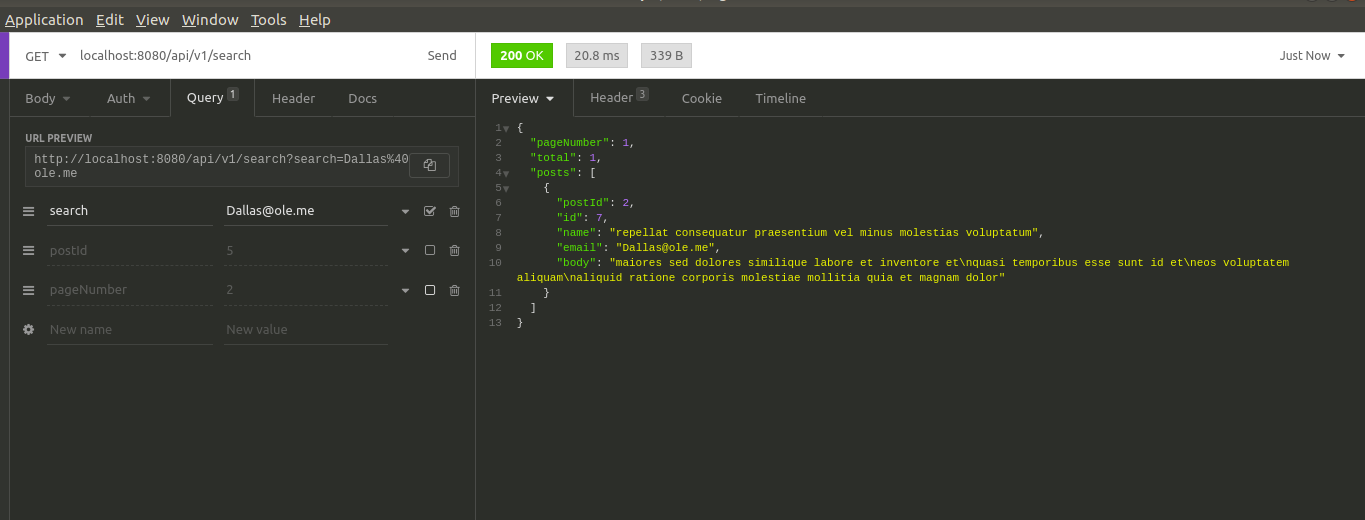 Application Edit View Window Tools Help
GET localhost:8080/api/v1/search Send
200 OK 20.8 ms 339 B Just Now
Body Auth Query 1 Header Docs
Preview Header 3 Cookie Timeline
URL PREVIEW
http://localhost:8080/api/v1/search?search=Dallas%40
ole.me
search Dallas@ole.me
postId 5
pageNumber 2
New name New value
1 {
2 "pageNumber": 1,
3 "total": 1,
4 "posts": [
5 {
6 "postId": 2,
7 "id": 7,
8 "name": "repellat consequatur praesentium vel minus molestias voluptatum",
9 "email": "Dallas@ole.me",
10 "body": "maiores sed dolores similique labore et inventore et\nquasi temporibus esse sunt id et\neos voluptatem
aliquam\naliquid ratione corporis molestiae mollitia quia et magnam dolor"
11 }
12 ]
13 }